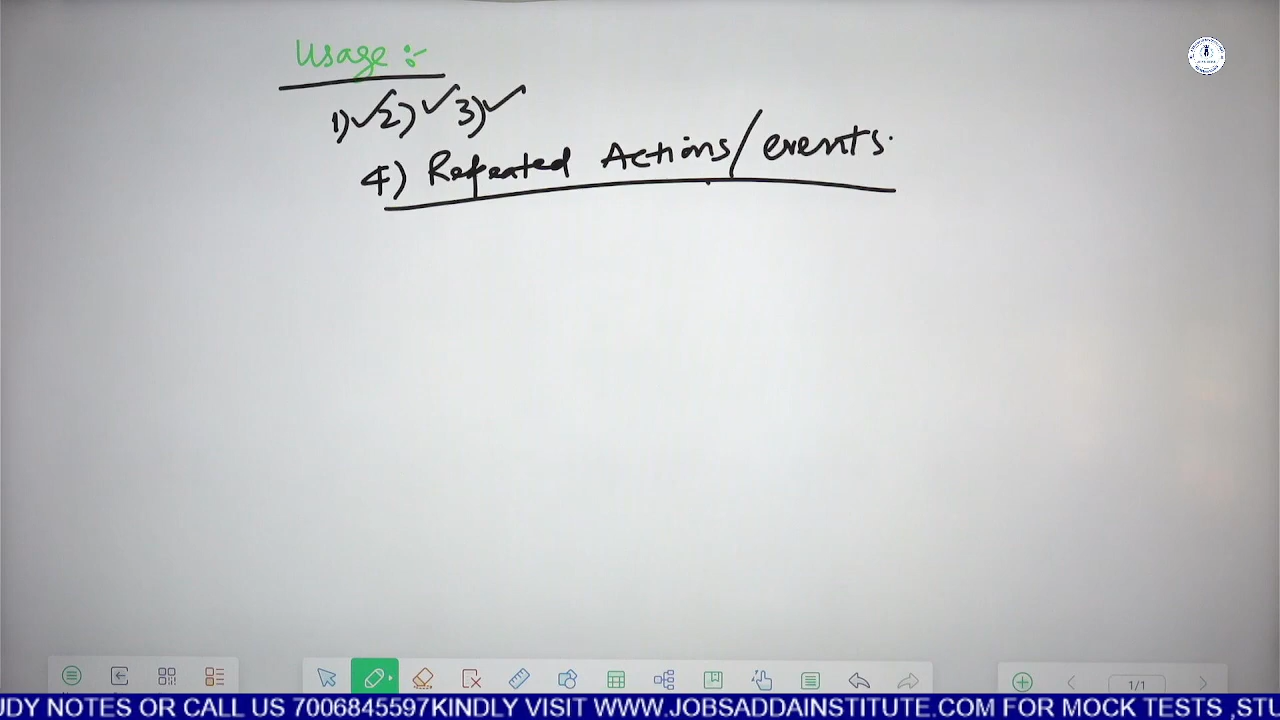 Usage :-
1)✓ 2)✓ 3)✓
4) Repeated Actions/events.
1/1
UDY NOTES OR CALL US 7006845597KINDLY VISIT WWW.JOBSADDAINSTITUTE.COM FOR MOCK TESTS ,STU